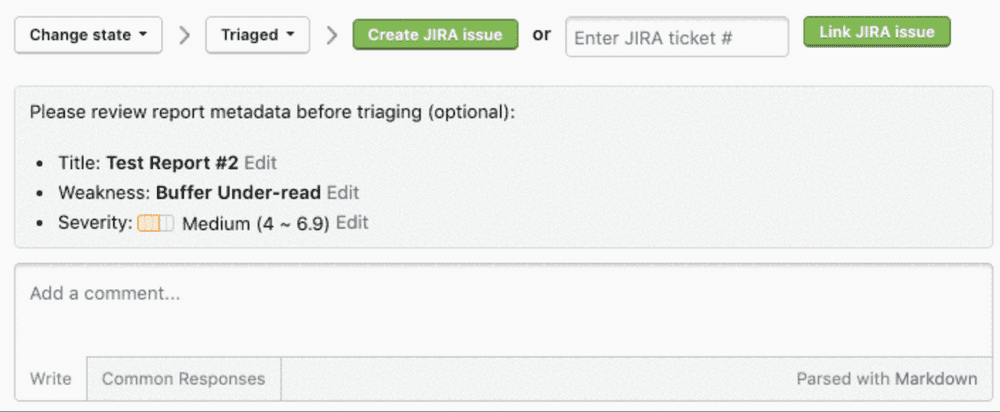 Change state Triaged Create JIRA issue or Enter JIRA ticket # Link JIRA issue
Please review report metadata before triaging (optional):
• Title: Test Report #2 Edit
• Weakness: Buffer Under-read Edit
• Severity: Medium (4 ~ 6.9) Edit
Add a comment...
Write Common Responses Parsed with Markdown